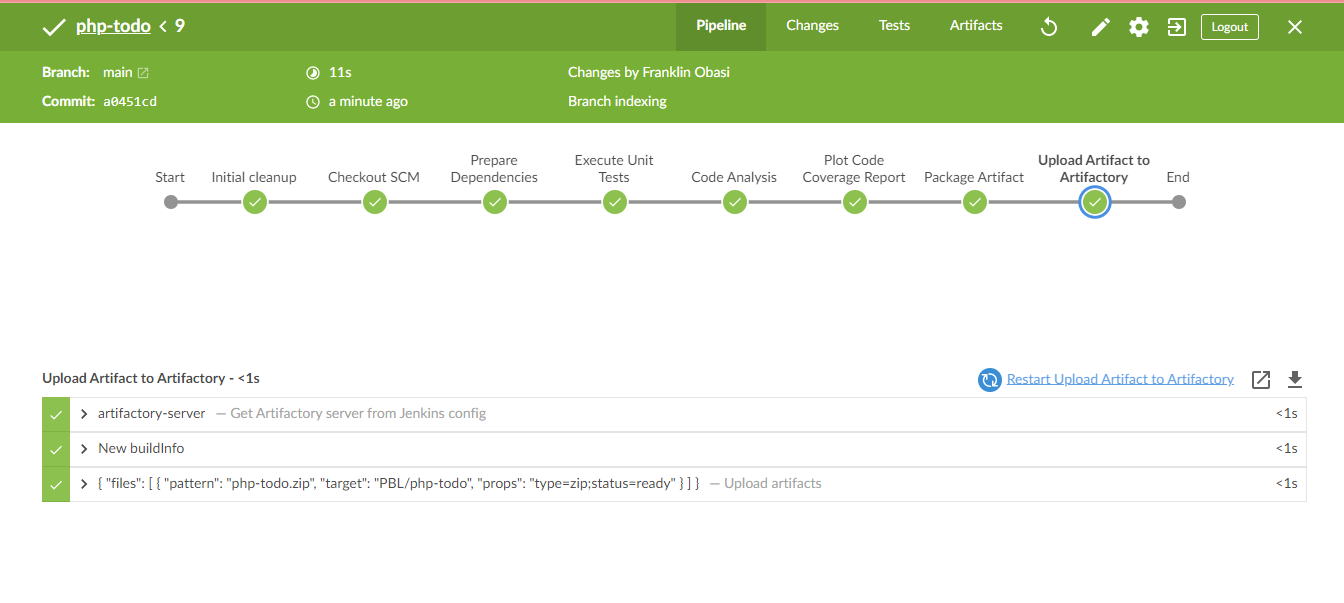 php-todo < 9 Pipeline Changes Tests Artifacts Logout
Branch: main 11s Changes by Franklin Obasi
Commit: a0451cd a minute ago Branch indexing
Start Initial cleanup Checkout SCM Prepare Dependencies Execute Unit Tests Code Analysis Plot Code Coverage Report Package Artifact Upload Artifact to Artifactory End
Upload Artifact to Artifactory - <1s Restart Upload Artifact to Artifactory
artifactory-server — Get Artifactory server from Jenkins config <1s
New buildInfo <1s
{ "files": [ { "pattern": "php-todo.zip", "target": "PBL/php-todo", "props": "type=zip;status=ready" } ] } — Upload artifacts <1s